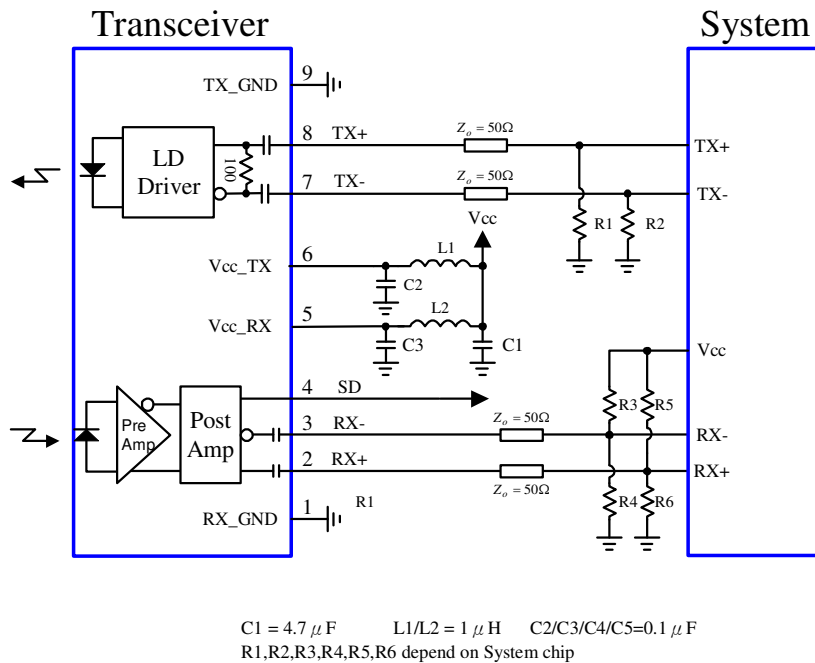 Transceiver
System
TX_GND
9
LD
Driver
100
8
TX+
Zo = 50Ω
TX+
7
TX-
Zo = 50Ω
TX-
R1
R2
Vcc
Vcc_TX
6
L1
C2
Vcc_RX
5
L2
C3
C1
Vcc
4
SD
Pre
Amp
Post
Amp
R3
R5
3
RX-
Zo = 50Ω
RX-
2
RX+
Zo = 50Ω
RX+
R4
R6
RX_GND
1
R1
C1 = 4.7 μ F L1/L2 = 1 μ H C2/C3/C4/C5=0.1 μ F
R1,R2,R3,R4,R5,R6 depend on System chip